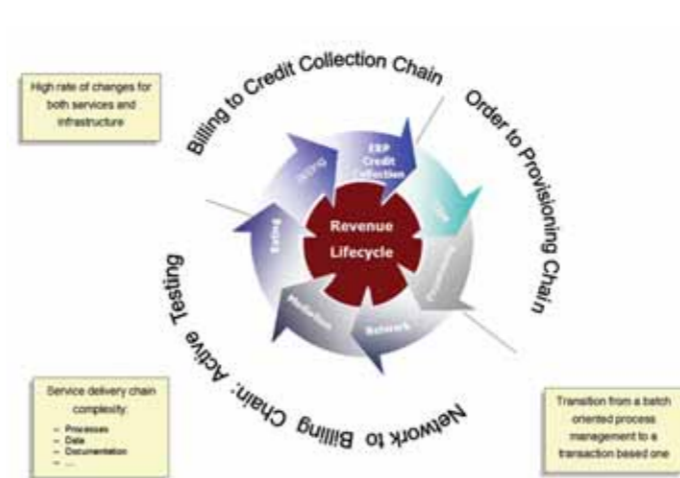 Billing to Credit Collection Chain
Order to Provisioning Chain
High rate of changes for
both services and
infrastructure
ERP
Credit
Collection
Billing
Revenue
Lifecycle
Rating
Mediation
Network
Network to Billing Chain: Active Testing
Service delivery chain
complexity:
– Processes
– Data
– Documentation
– ...
Transition from a batch
oriented process
management to a
transaction based one